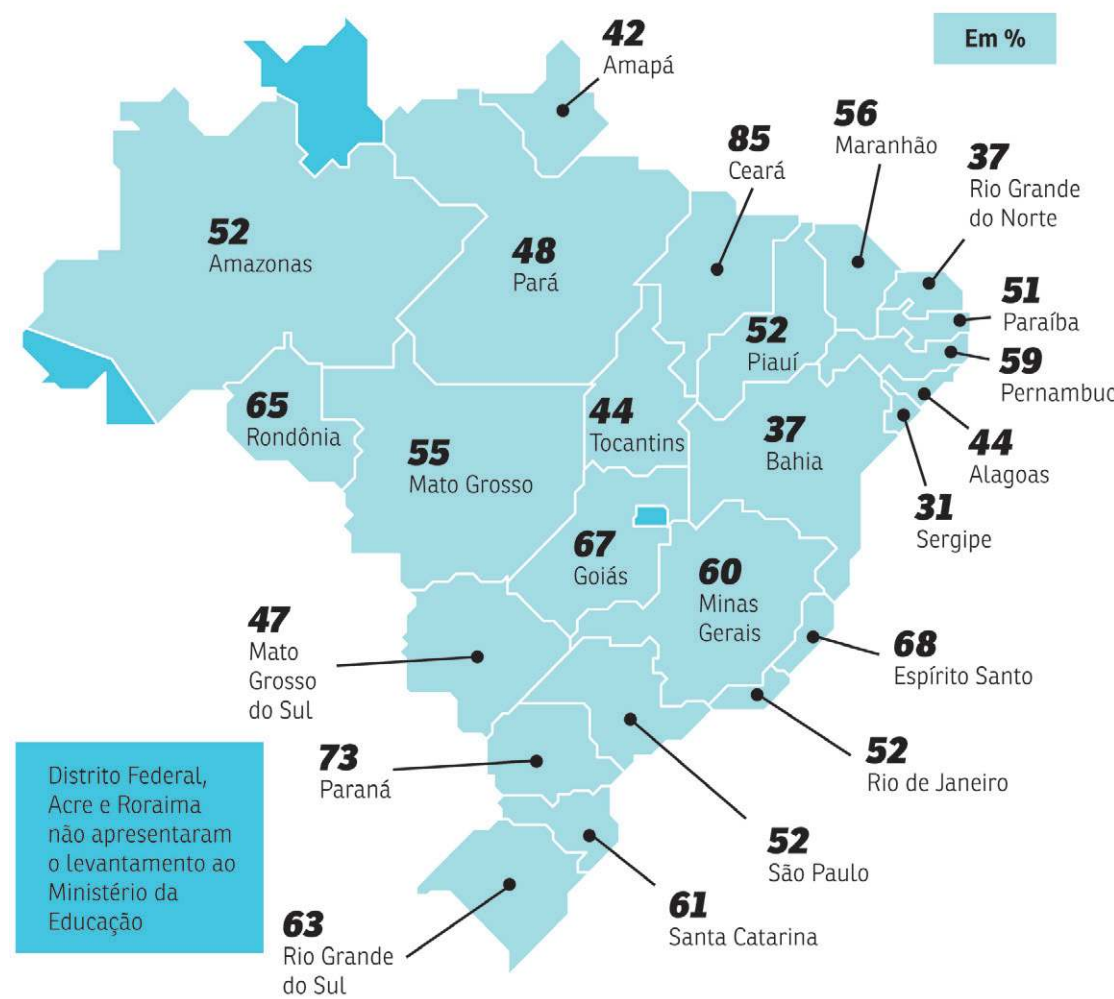 Em %
42
Amapá
56
Maranhão
85
Ceará
37
Rio Grande
do Norte
52
Amazonas
48
Pará
51
Paraíba
52
Piauí
59
Pernambuc
65
Rondônia
44
Tocantins
55
Mato Grosso
37
Bahia
44
Alagoas
31
Sergipe
67
Goiás
60
Minas
Gerais
47
Mato
Grosso
do Sul
68
Espírito Santo
73
Paraná
52
Rio de Janeiro
Distrito Federal,
Acre e Roraima
não apresentaram
o levantamento ao
Ministério da
Educação
52
São Paulo
61
Santa Catarina
63
Rio Grande
do Sul